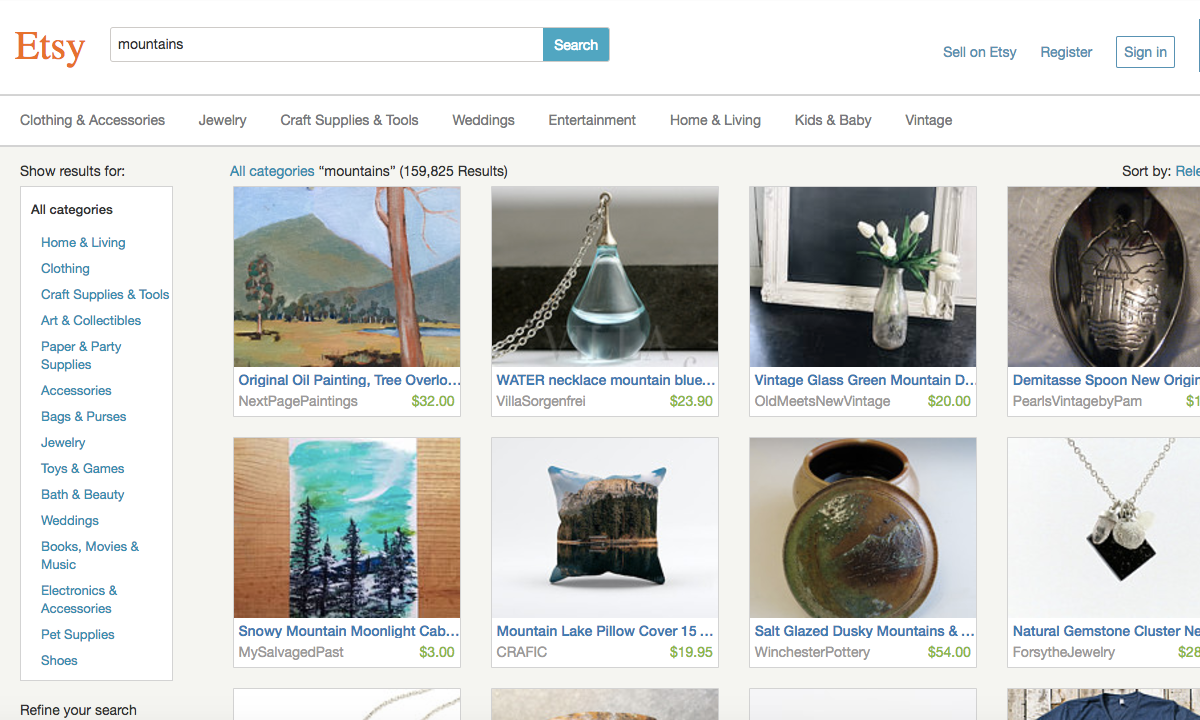 Etsy
mountains
Search
Sell on Etsy
Register
Sign in
Clothing & Accessories
Jewelry
Craft Supplies & Tools
Weddings
Entertainment
Home & Living
Kids & Baby
Vintage
Show results for:
All categories
Home & Living
Clothing
Craft Supplies & Tools
Art & Collectibles
Paper & Party
Supplies
Accessories
Bags & Purses
Jewelry
Toys & Games
Bath & Beauty
Weddings
Books, Movies &
Music
Electronics &
Accessories
Pet Supplies
Shoes
Refine your search
All categories “mountains” (159,825 Results)
Sort by: Rele
Original Oil Painting, Tree Overlo...
NextPagePaintings $32.00
WATER necklace mountain blue...
VillaSorgenfrei $23.90
Vintage Glass Green Mountain D...
OldMeetsNewVintage $20.00
Demitasse Spoon New Origin
PearlsVintagebyPam $1
Snowy Mountain Moonlight Cab...
MySalvagedPast $3.00
Mountain Lake Pillow Cover 15 ...
CRAFIC $19.95
Salt Glazed Dusky Mountains & ...
WinchesterPottery $54.00
Natural Gemstone Cluster Ne
ForsytheJewelry $28